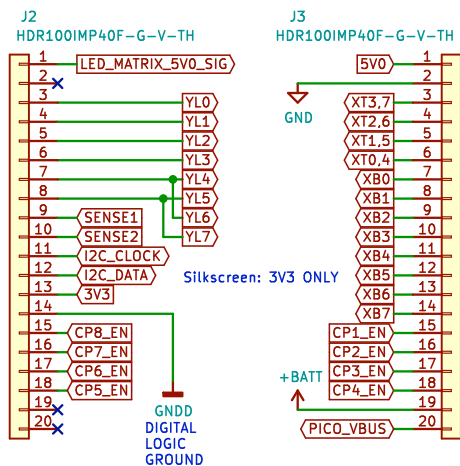 J2
HDR100IMP40F-G-V-TH
1 LED_MATRIX_5V0_SIG
2
3 YL0
4 YL1
5 YL2
6 YL3
7 YL4
8 YL5
YL6
YL7
9 SENSE1
10 SENSE2
11 I2C_CLOCK
12 I2C_DATA
13 3V3
14
15 CP8_EN
16 CP7_EN
17 CP6_EN
18 CP5_EN
19
20
GNDD
DIGITAL
LOGIC
GROUND
Silkscreen: 3V3 ONLY
J3
HDR100IMP40F-G-V-TH
5V0 1
2
GND
XT3,7 3
XT2,6 4
XT1,5 5
XT0,4 6
XB0 7
XB1 8
XB2 9
XB3 10
XB4 11
XB5 12
XB6 13
XB7 14
CP1_EN 15
CP2_EN 16
CP3_EN 17
CP4_EN 18
+BATT
19
PICO_VBUS 20